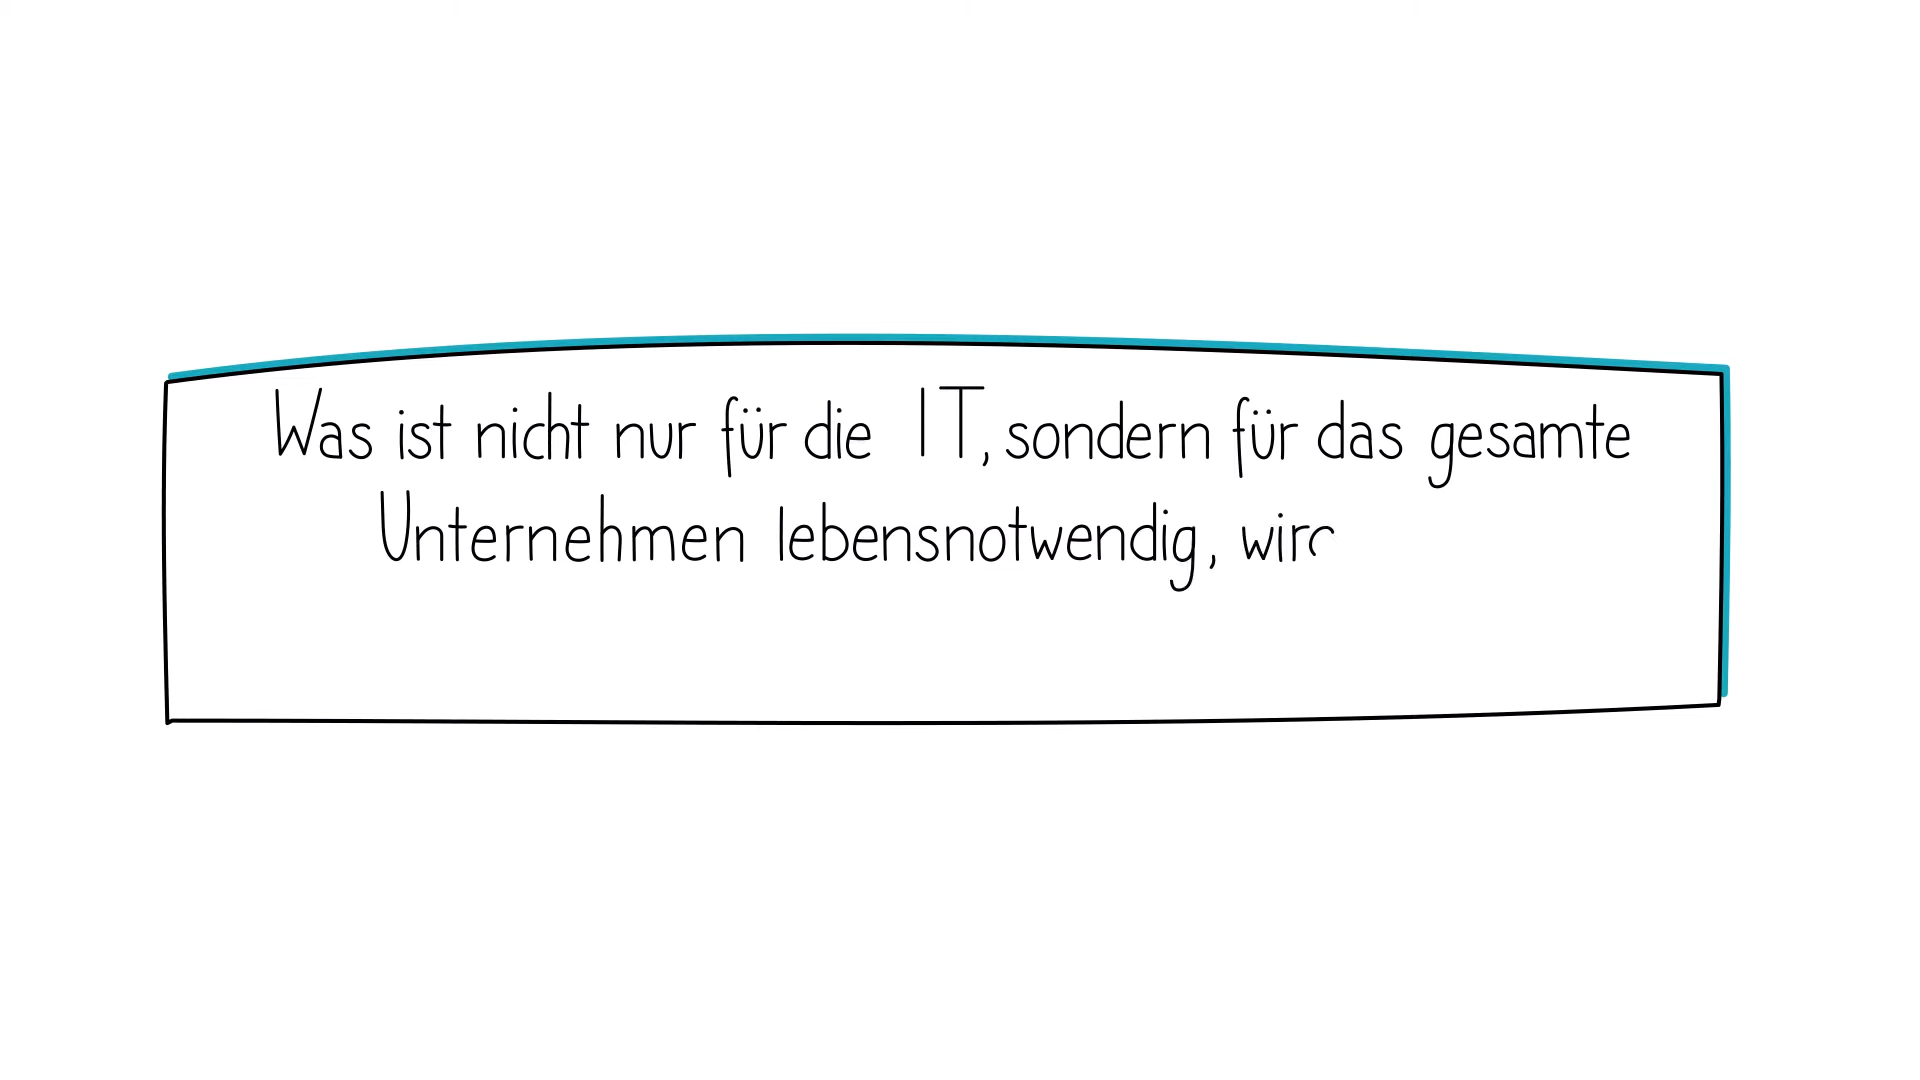 Was ist nicht nur für die IT, sondern für das gesamte
Unternehmen lebensnotwendig,